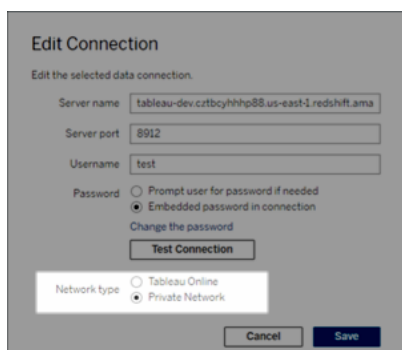 Edit Connection
Edit the selected data connection.
Server name tableau-dev.cztbcyhhhp88.us-east-1.redshift.ama
Server port 8912
Username test
Password Prompt user for password if needed
Embedded password in connection
Change the password
Test Connection
Network type Tableau Online
Private Network
Cancel Save